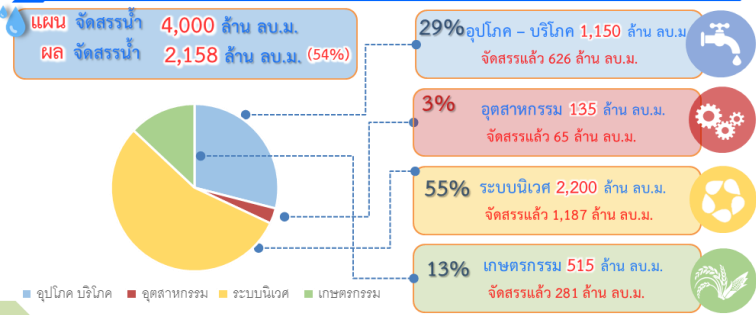 แผน จัดสรรน้ำ 4,000 ล้าน ลบ.ม.
ผล จัดสรรน้ำ 2,158 ล้าน ลบ.ม. (54%)
29% อุปโภค – บริโภค 1,150 ล้าน ลบ.ม
จัดสรรแล้ว 626 ล้าน ลบ.ม.
3% อุตสาหกรรม 135 ล้าน ลบ.ม.
จัดสรรแล้ว 65 ล้าน ลบ.ม.
55% ระบบนิเวศ 2,200 ล้าน ลบ.ม.
จัดสรรแล้ว 1,187 ล้าน ลบ.ม.
13% เกษตรกรรม 515 ล้าน ลบ.ม.
จัดสรรแล้ว 281 ล้าน ลบ.ม.
อุปโภค บริโภค อุตสาหกรรม ระบบนิเวศ เกษตรกรรม